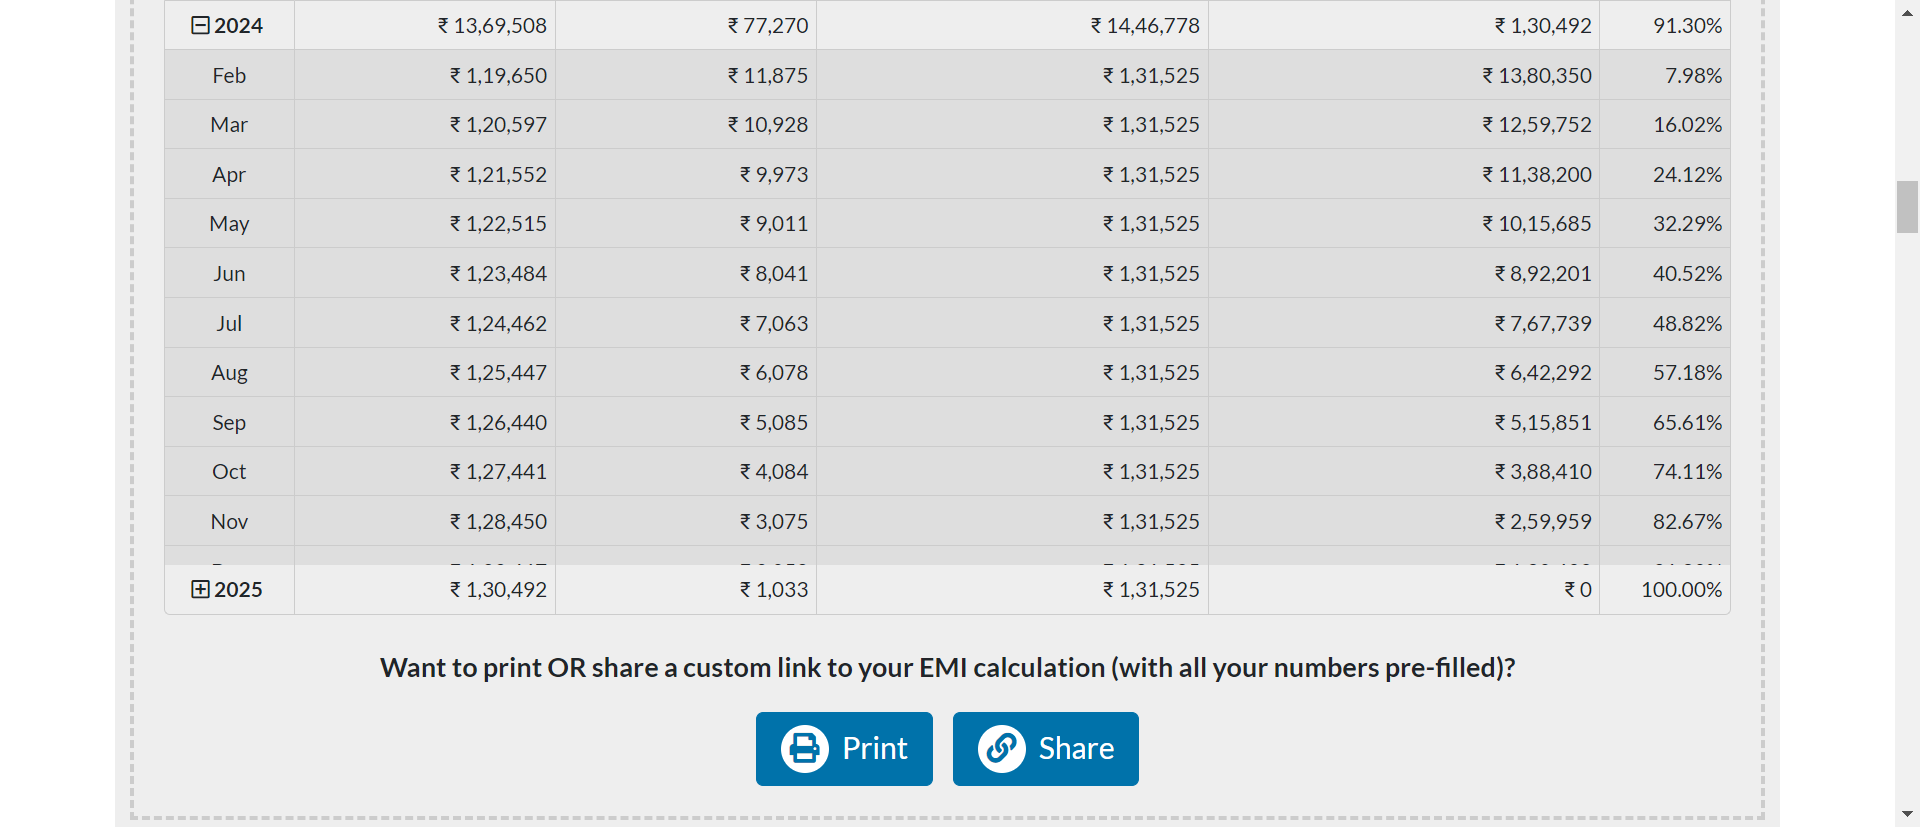 2024 ₹ 13,69,508 ₹ 77,270 ₹ 14,46,778 ₹ 1,30,492 91.30%
Feb ₹ 1,19,650 ₹ 11,875 ₹ 1,31,525 ₹ 13,80,350 7.98%
Mar ₹ 1,20,597 ₹ 10,928 ₹ 1,31,525 ₹ 12,59,752 16.02%
Apr ₹ 1,21,552 ₹ 9,973 ₹ 1,31,525 ₹ 11,38,200 24.12%
May ₹ 1,22,515 ₹ 9,011 ₹ 1,31,525 ₹ 10,15,685 32.29%
Jun ₹ 1,23,484 ₹ 8,041 ₹ 1,31,525 ₹ 8,92,201 40.52%
Jul ₹ 1,24,462 ₹ 7,063 ₹ 1,31,525 ₹ 7,67,739 48.82%
Aug ₹ 1,25,447 ₹ 6,078 ₹ 1,31,525 ₹ 6,42,292 57.18%
Sep ₹ 1,26,440 ₹ 5,085 ₹ 1,31,525 ₹ 5,15,851 65.61%
Oct ₹ 1,27,441 ₹ 4,084 ₹ 1,31,525 ₹ 3,88,410 74.11%
Nov ₹ 1,28,450 ₹ 3,075 ₹ 1,31,525 ₹ 2,59,959 82.67%
2025 ₹ 1,30,492 ₹ 1,033 ₹ 1,31,525 ₹ 0 100.00%
Want to print OR share a custom link to your EMI calculation (with all your numbers pre-filled)?
Print
Share